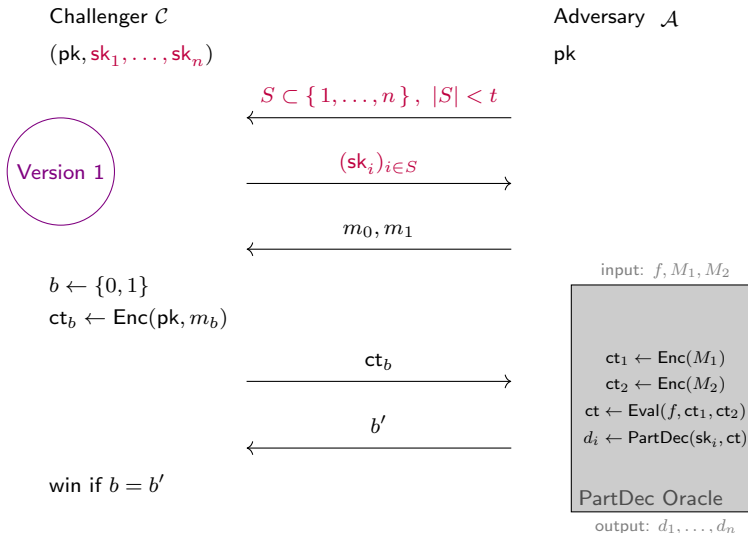 Challenger 𝒞
Adversary 𝒜
(pk, sk₁, . . . , skₙ)
pk
S ⊂ { 1, . . . , n } , |S| < t
Version 1
(skᵢ)ᵢ∈S
m₀, m₁
input: f, M₁, M₂
b ← {0, 1}
ct_b ← Enc(pk, m_b)
ct₁ ← Enc(M₁)
ct₂ ← Enc(M₂)
ct ← Eval(f, ct₁, ct₂)
dᵢ ← PartDec(skᵢ, ct)
ct_b
b′
win if b = b′
PartDec Oracle
output: d₁, . . . , dₙ